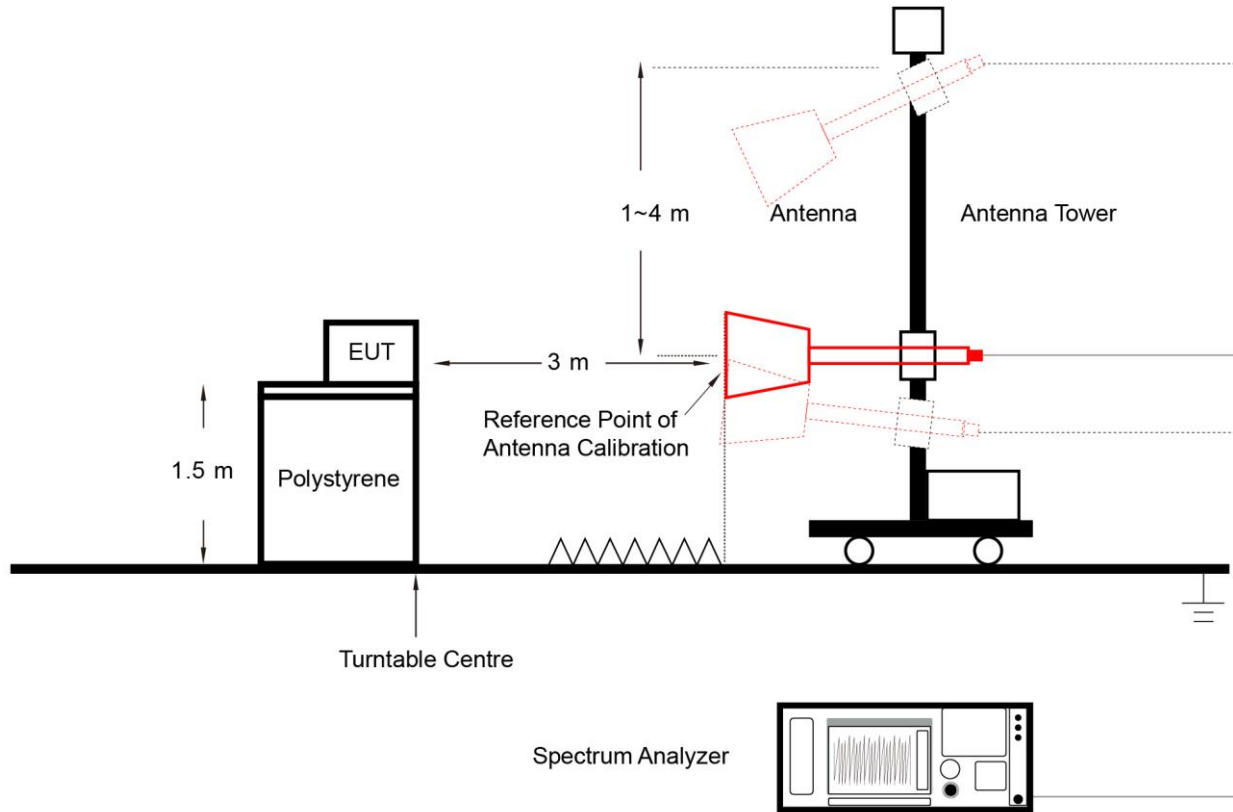 1~4 m
Antenna
Antenna Tower
EUT
3 m
Reference Point of
Antenna Calibration
1.5 m
Polystyrene
Turntable Centre
Spectrum Analyzer